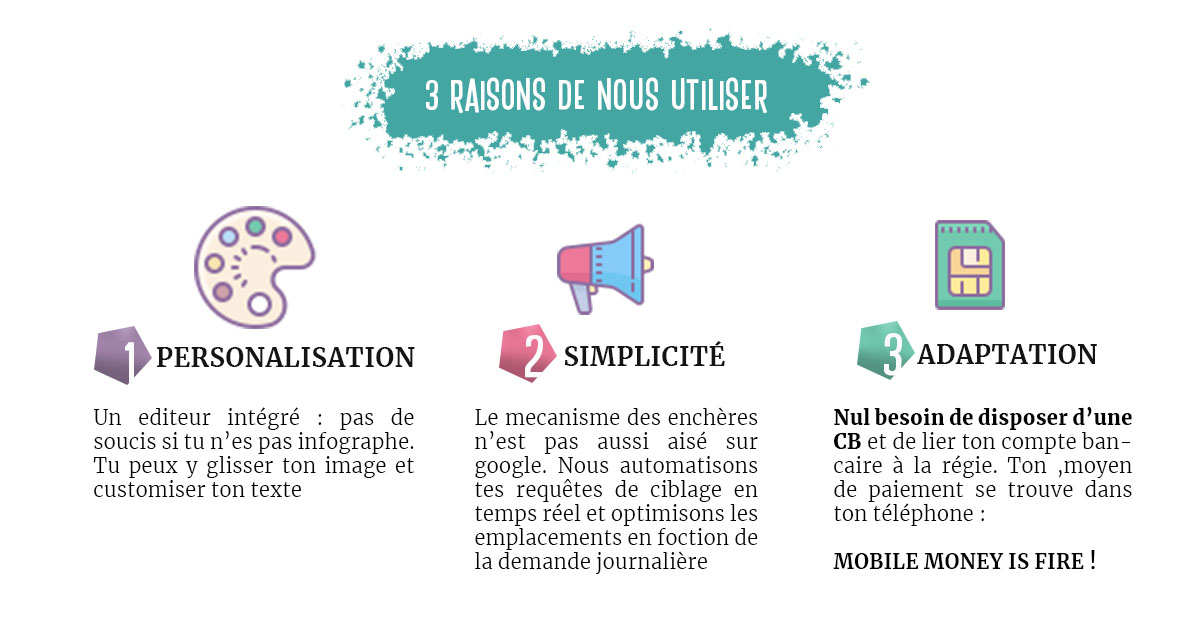 3 RAISONS DE NOUS UTILISER
1 PERSONALISATION
Un editeur intégré : pas de
soucis si tu n’es pas infographe.
Tu peux y glisser ton image et
customiser ton texte
2 SIMPLICITÉ
Le mecanisme des enchères
n’est pas aussi aisé sur
google. Nous automatisons
tes requêtes de ciblage en
temps réel et optimisons les
emplacements en foction de
la demande journalière
3 ADAPTATION
Nul besoin de disposer d’une
CB et de lier ton compte ban-
caire à la régie. Ton ,moyen
de paiement se trouve dans
ton téléphone :
MOBILE MONEY IS FIRE !